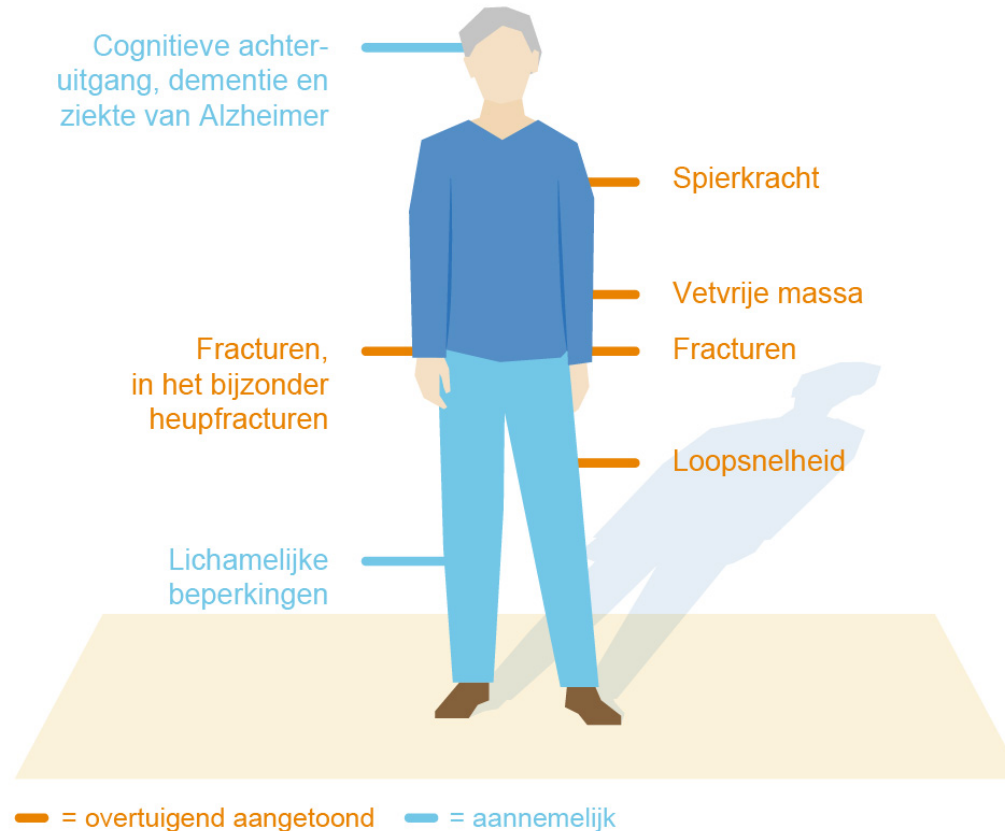 Cognitieve achter-
uitgang, dementie en
ziekte van Alzheimer
Fracturen,
in het bijzonder
heupfracturen
Lichamelijke
beperkingen
Spierkracht
Vetvrije massa
Fracturen
Loopsnelheid
= overtuigend aangetoond
= aannemelijk